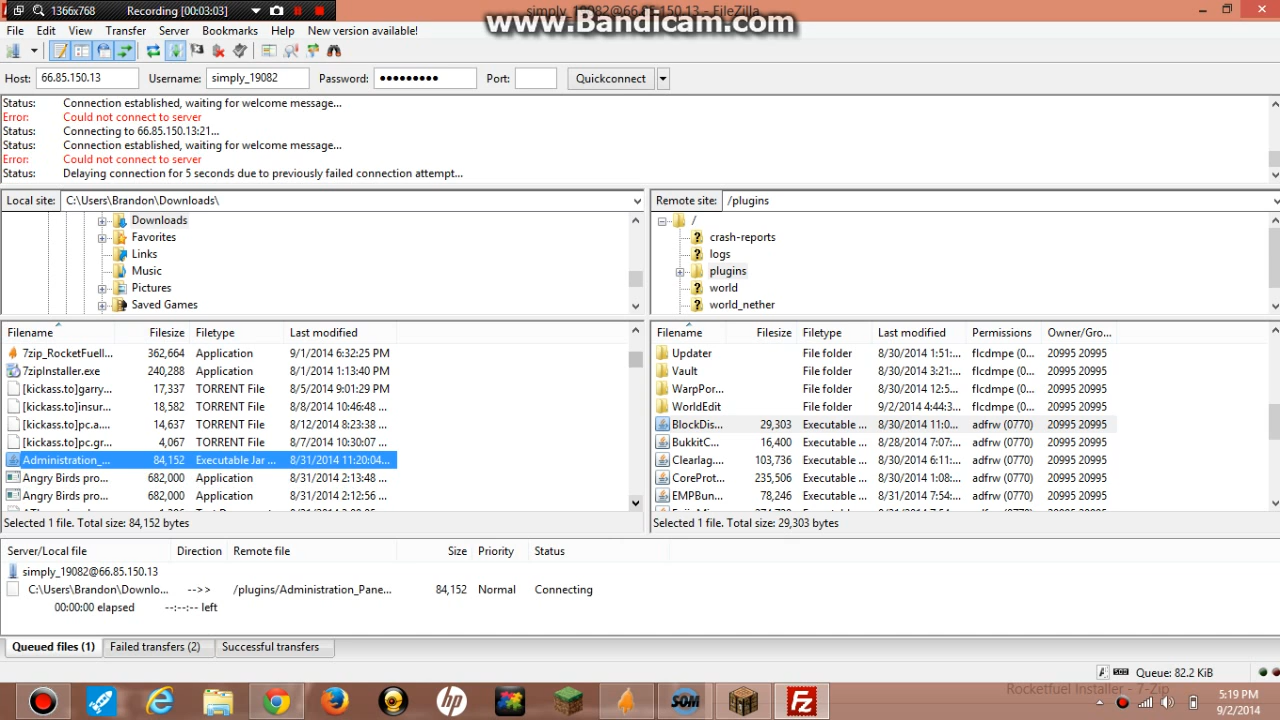 1366x768 Recording [00:03:03]
simply_19082@66.85.150.13 - FileZilla
www.Bandicam.com
File Edit View Transfer Server Bookmarks Help New version available!
Host: 66.85.150.13 Username: simply_19082 Password: ●●●●●●●●● Port: Quickconnect
Status: Connection established, waiting for welcome message...
Error: Could not connect to server
Status: Connecting to 66.85.150.13:21...
Status: Connection established, waiting for welcome message...
Error: Could not connect to server
Status: Delaying connection for 5 seconds due to previously failed connection attempt...
Local site: C:\Users\Brandon\Downloads\
Downloads
Favorites
Links
Music
Pictures
Saved Games
Remote site: /plugins
/
crash-reports
logs
plugins
world
world_nether
Filename Filesize Filetype Last modified
7zip_RocketFuell... 362,664 Application 9/1/2014 6:32:25 PM
7zipInstaller.exe 240,288 Application 8/1/2014 1:13:40 PM
[kickass.to]garry... 17,337 TORRENT File 8/5/2014 9:01:29 PM
[kickass.to]insur... 18,582 TORRENT File 8/8/2014 10:46:48 ...
[kickass.to]pc.a.... 14,637 TORRENT File 8/12/2014 8:23:38 ...
[kickass.to]pc.gr... 4,067 TORRENT File 8/7/2014 10:30:07 ...
Administration_... 84,152 Executable Jar ... 8/31/2014 11:20:04...
Angry Birds pro... 682,000 Application 8/31/2014 2:13:48 ...
Angry Birds pro... 682,000 Application 8/31/2014 2:12:56 ...
Selected 1 file. Total size: 84,152 bytes
Filename Filesize Filetype Last modified Permissions Owner/Gro...
Updater File folder 8/30/2014 1:51:... flcdmpe (0... 20995 20995
Vault File folder 8/30/2014 3:21:... flcdmpe (0... 20995 20995
WarpPor... File folder 8/30/2014 12:5... flcdmpe (0... 20995 20995
WorldEdit File folder 9/2/2014 4:44:3... flcdmpe (0... 20995 20995
BlockDis... 29,303 Executable ... 8/30/2014 11:0... adfrw (0770) 20995 20995
BukkitC... 16,400 Executable ... 8/28/2014 7:07:... adfrw (0770) 20995 20995
Clearlag.... 103,736 Executable ... 8/30/2014 6:11:... adfrw (0770) 20995 20995
CoreProt... 235,506 Executable ... 8/30/2014 1:08:... adfrw (0770) 20995 20995
EMPBun... 78,246 Executable ... 8/31/2014 7:54:... adfrw (0770) 20995 20995
Selected 1 file. Total size: 29,303 bytes
Server/Local file Direction Remote file Size Priority Status
simply_19082@66.85.150.13
C:\Users\Brandon\Downlo... -->> /plugins/Administration_Pane... 84,152 Normal Connecting
00:00:00 elapsed --:--:-- left
Queued files (1) Failed transfers (2) Successful transfers
Queue: 82.2 KiB
Rocketfuel Installer - 7-Zip
hp
SOM
Fz
5:19 PM
9/2/2014